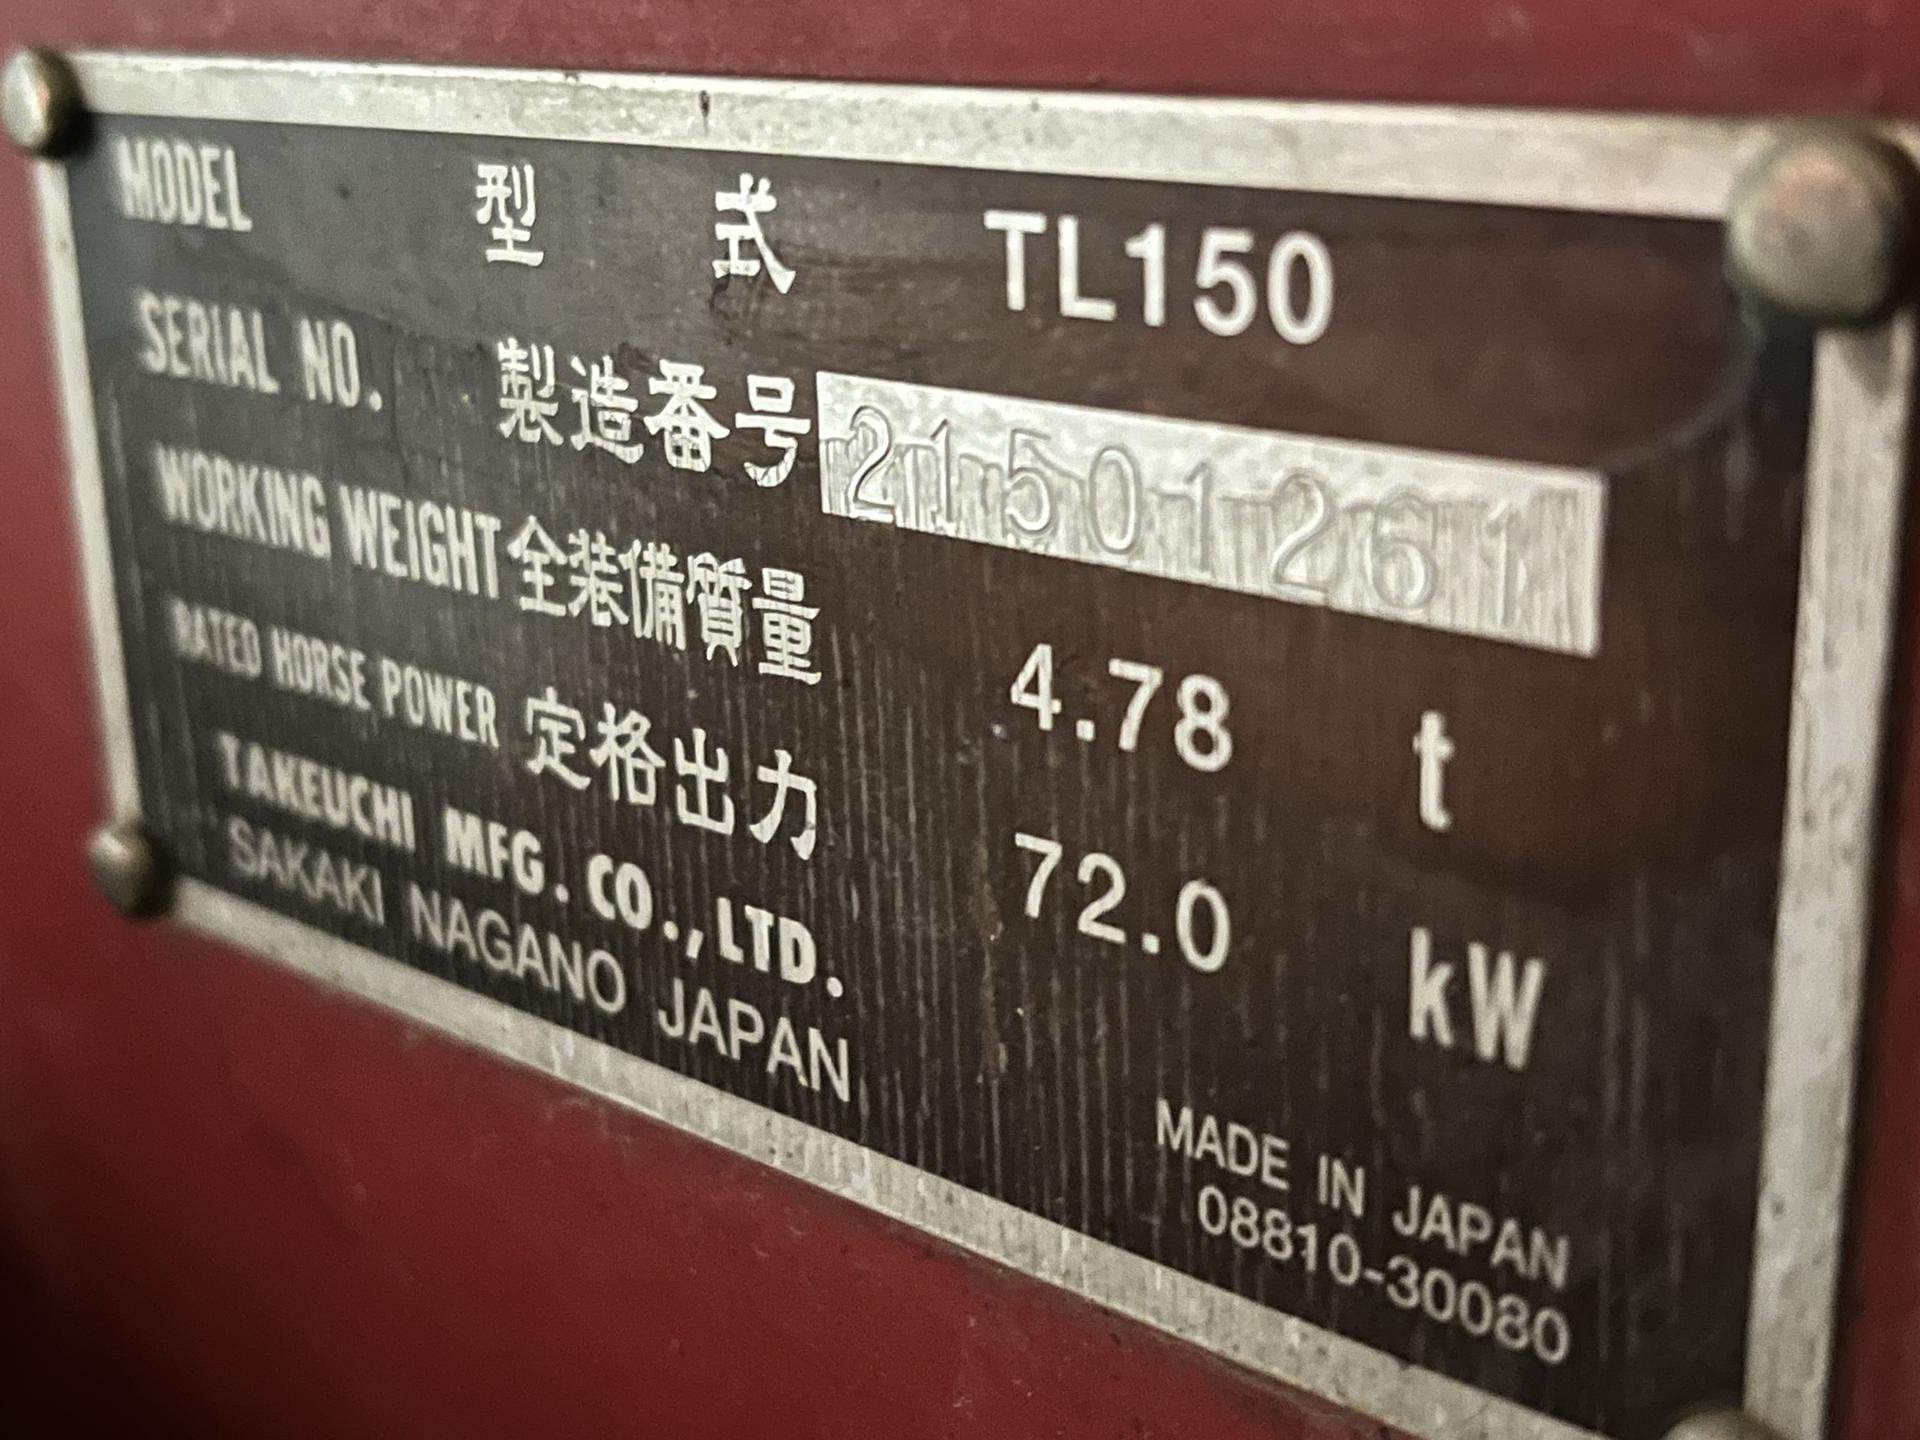 MODEL 型 式 TL150
SERIAL NO. 製造番号 21501261
WORKING WEIGHT 全装備質量 4.78 t
RATED HORSE POWER 定格出力 72.0 kW
TAKEUCHI MFG. CO.,LTD.
SAKAKI NAGANO JAPAN
MADE IN JAPAN
08810-30080